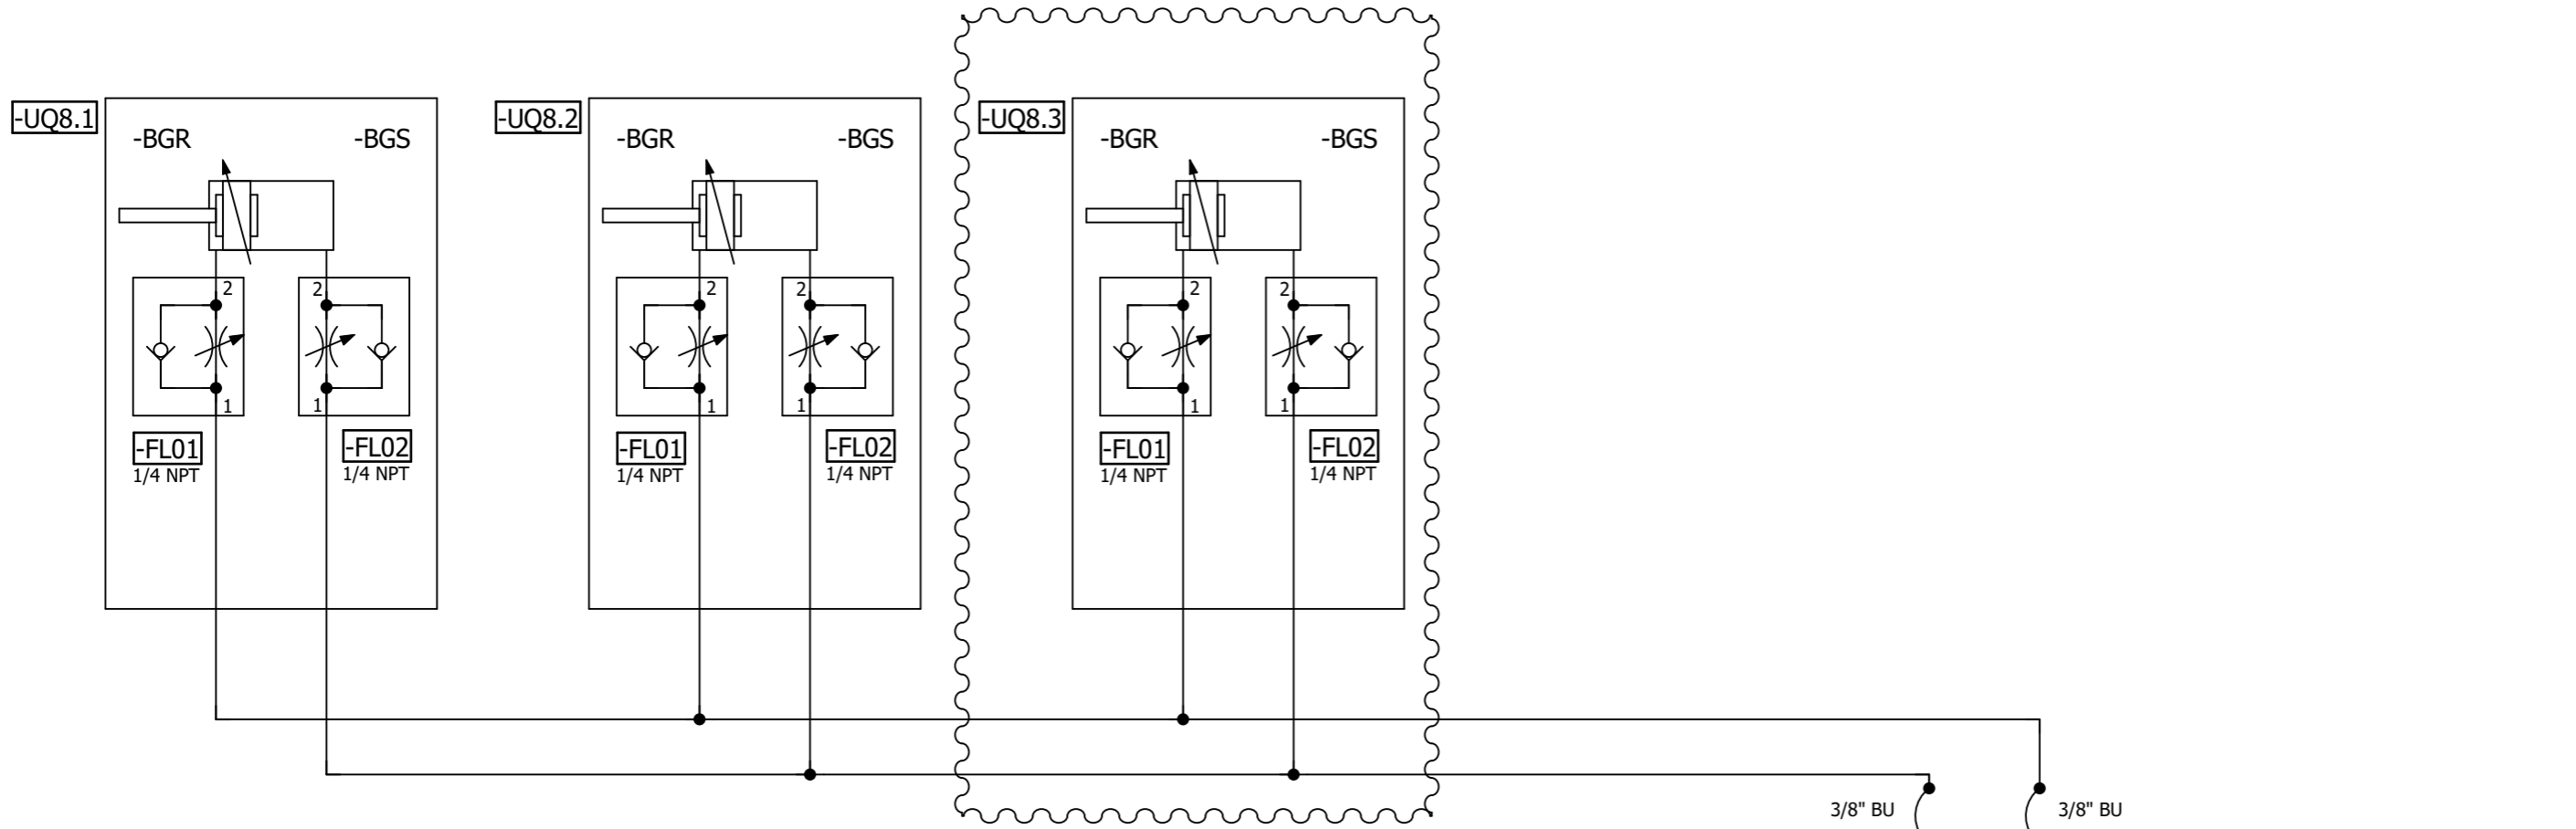 -UQ8.1
-BGR
-BGS
2
2
1
1
-FL01
1/4 NPT
-FL02
1/4 NPT
-UQ8.2
-BGR
-BGS
2
2
1
1
-FL01
1/4 NPT
-FL02
1/4 NPT
-UQ8.3
-BGR
-BGS
2
2
1
1
-FL01
1/4 NPT
-FL02
1/4 NPT
3/8" BU
3/8" BU